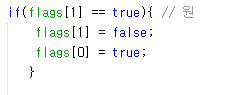 if(flags[1] == true){ // 원
flags[1] = false;
flags[0] = true;
}